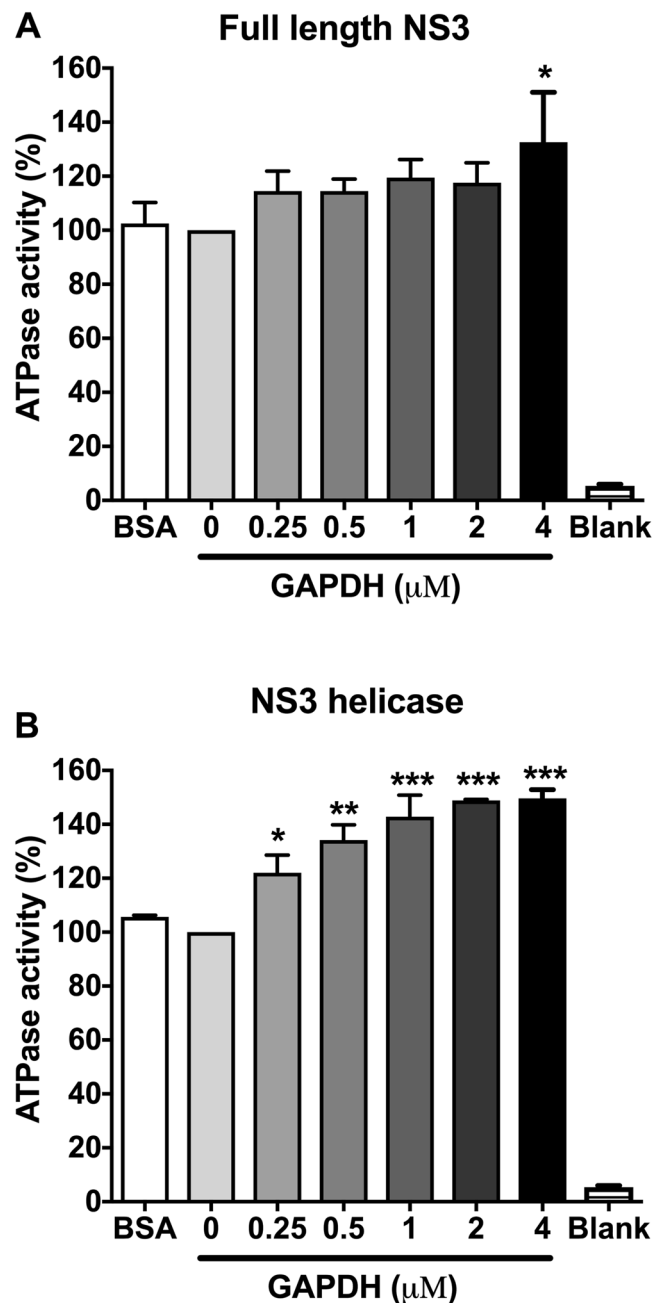 A
Full length NS3
160
140
120
100
80
60
40
20
0
ATPase activity (%)
*
BSA 0 0.25 0.5 1 2 4 Blank
GAPDH (μM)
NS3 helicase
B
160
140
120
100
80
60
40
20
0
ATPase activity (%)
* ** *** *** ***
BSA 0 0.25 0.5 1 2 4 Blank
GAPDH (μM)